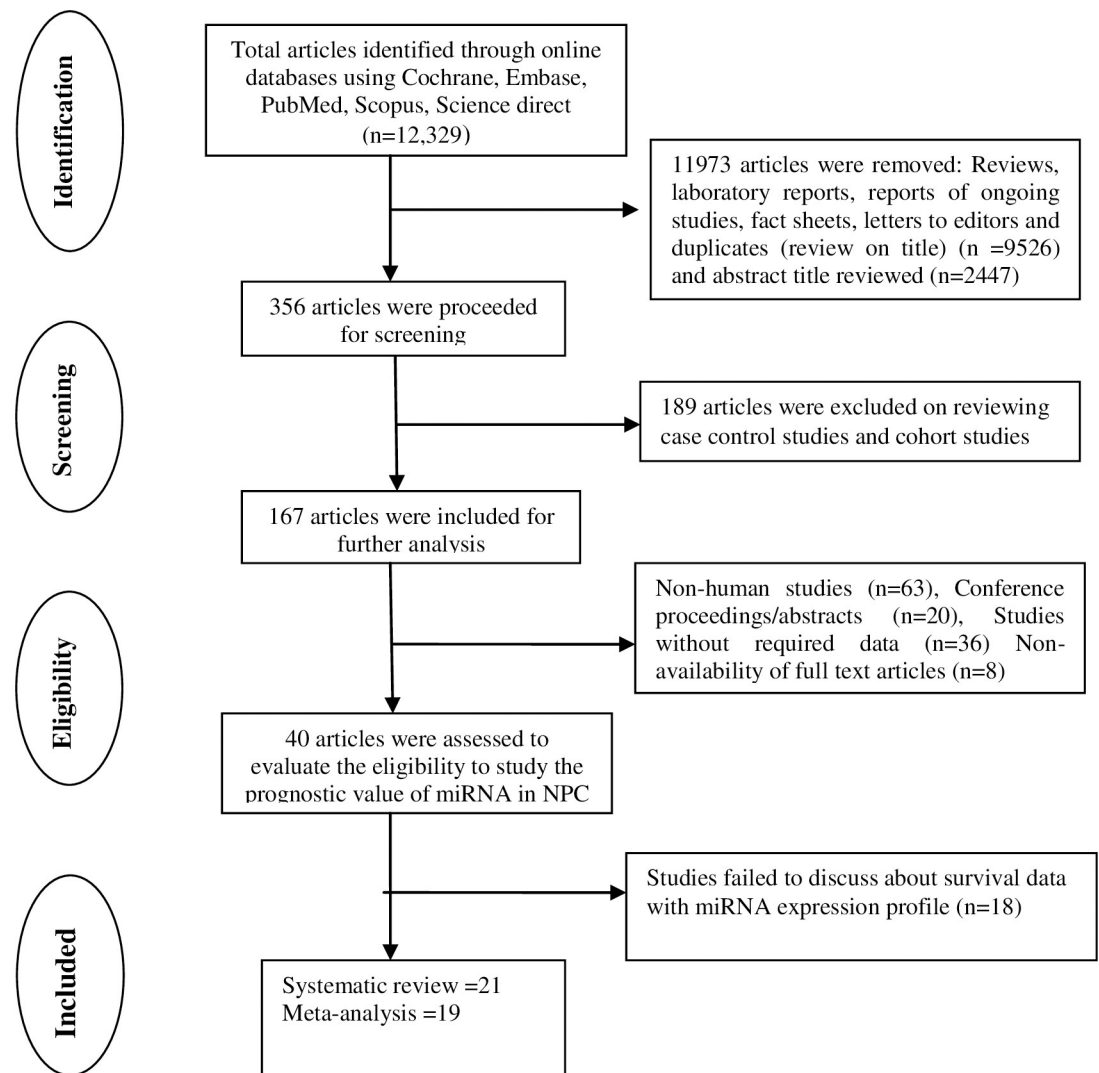 Identification
Total articles identified through online
databases using Cochrane, Embase,
PubMed, Scopus, Science direct
(n=12,329)
11973 articles were removed: Reviews,
laboratory reports, reports of ongoing
studies, fact sheets, letters to editors and
duplicates (review on title) (n =9526)
and abstract title reviewed (n=2447)
356 articles were proceeded
for screening
Screening
189 articles were excluded on reviewing
case control studies and cohort studies
167 articles were included for
further analysis
Eligibility
Non-human studies (n=63), Conference
proceedings/abstracts (n=20), Studies
without required data (n=36) Non-
availability of full text articles (n=8)
40 articles were assessed to
evaluate the eligibility to study the
prognostic value of miRNA in NPC
Studies failed to discuss about survival data
with miRNA expression profile (n=18)
Included
Systematic review =21
Meta-analysis =19